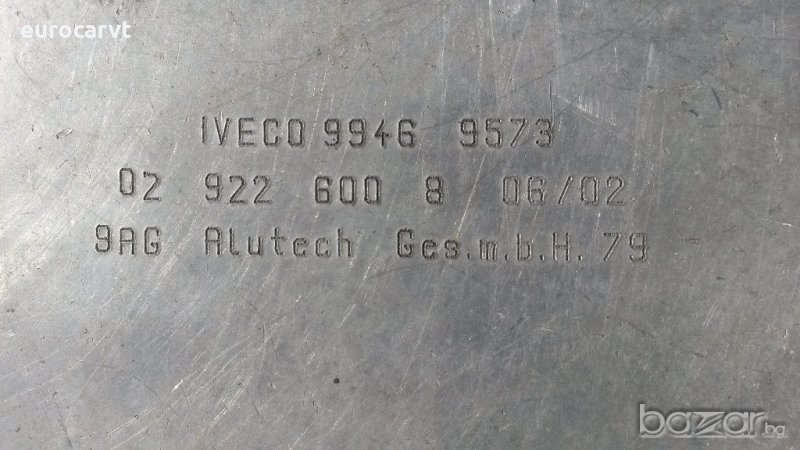 eurocarvt
IVECO 9946 9573
02 922 600 8 06/02
9AG Alutech Ges.m.b.H. 79
bazar.bg